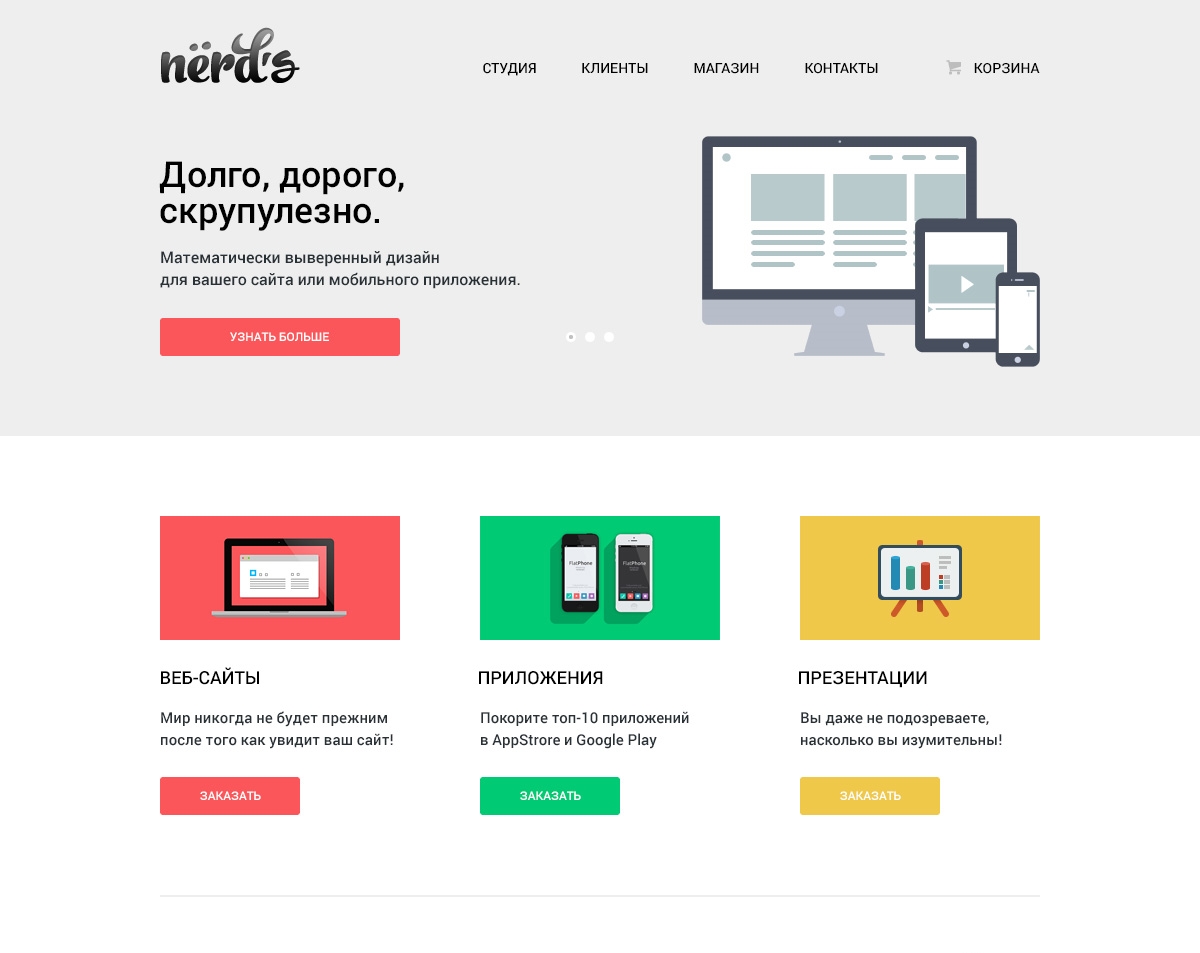 nërd's
СТУДИЯ КЛИЕНТЫ МАГАЗИН КОНТАКТЫ КОРЗИНА
Долго, дорого,
скрупулезно.
Математически выверенный дизайн
для вашего сайта или мобильного приложения.
УЗНАТЬ БОЛЬШЕ
FlatPhone FlatPhone
ВЕБ-САЙТЫ
Мир никогда не будет прежним
после того как увидит ваш сайт!
ЗАКАЗАТЬ
ПРИЛОЖЕНИЯ
Покорите топ-10 приложений
в AppStrore и Google Play
ЗАКАЗАТЬ
ПРЕЗЕНТАЦИИ
Вы даже не подозреваете,
насколько вы изумительны!
ЗАКАЗАТЬ